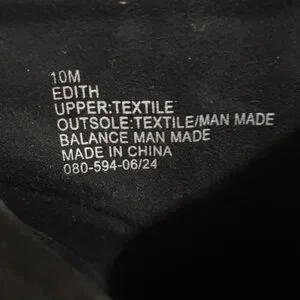 10M
EDITH
UPPER:TEXTILE
OUTSOLE:TEXTILE/MAN MADE
BALANCE MAN MADE
MADE IN CHINA
080-594-06/24